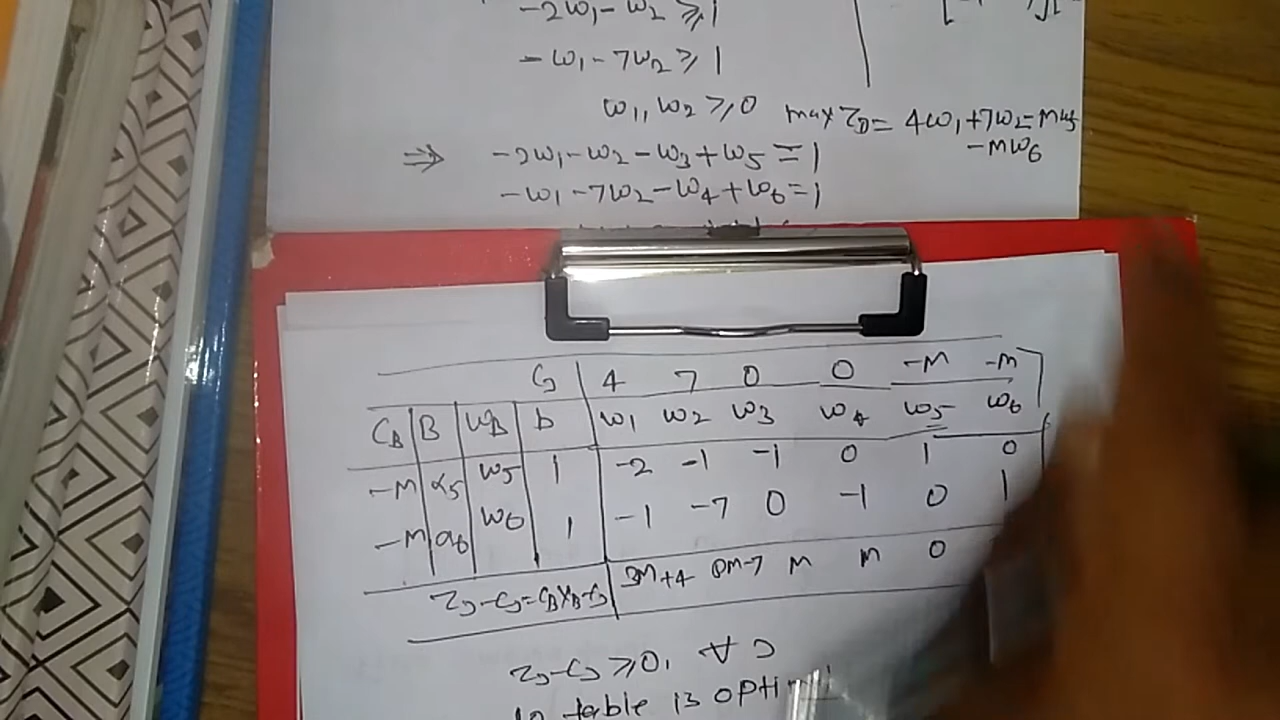 -2w1-w2 ≥ 1
-w1-7w2 ≥ 1
w1, w2 ≥ 0 max ZD = 4w1+7w2-Mw5
-Mw6
⇒ -2w1-w2-w3+w5=1
-w1-7w2-w4+w6=1
Cj 4 7 0 0 -M -M
CB B WB b w1 w2 w3 w4 w5 w6
-M α5 w5 1 -2 -1 -1 0 1 0
-M α6 w6 1 -1 -7 0 -1 0 1
Zj-Cj=CBXB-Cj 3M+4 8M-7 M M 0
Zj-Cj ≥ 0, ∀ j
table is